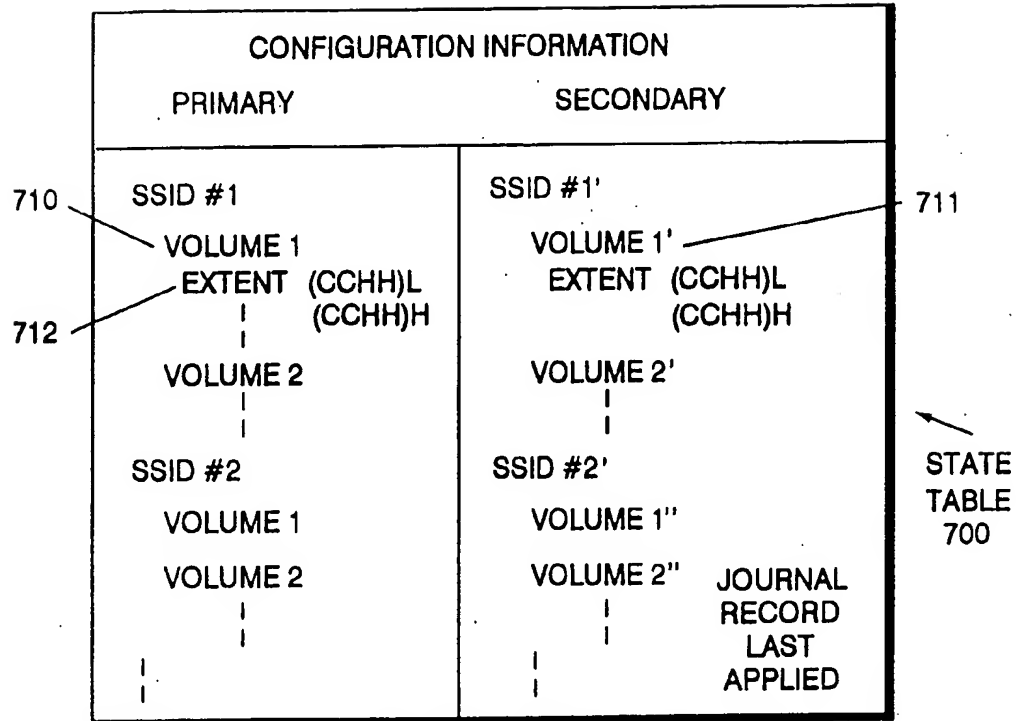 CONFIGURATION INFORMATION
PRIMARY SECONDARY
SSID #1
710
VOLUME 1
EXTENT (CCHH)L
712
(CCHH)H
VOLUME 2
SSID #2
VOLUME 1
VOLUME 2
SSID #1'
711
VOLUME 1'
EXTENT (CCHH)L
(CCHH)H
VOLUME 2'
SSID #2'
VOLUME 1"
VOLUME 2"
JOURNAL
RECORD
LAST
APPLIED
STATE
TABLE
700